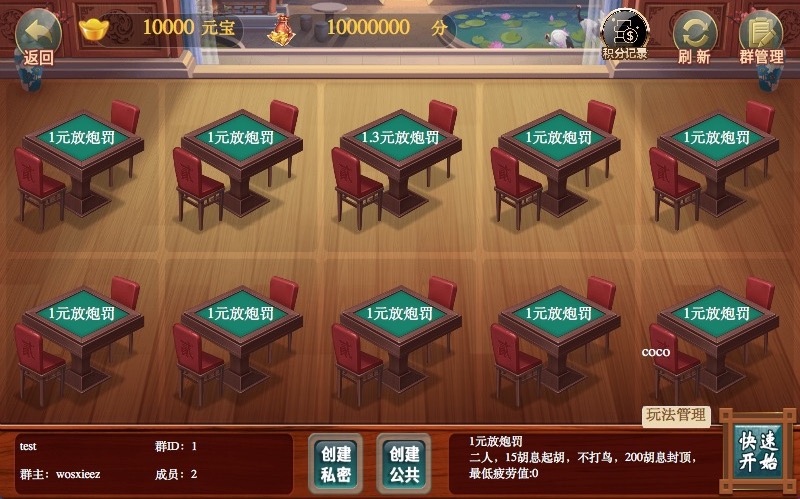 返回
10000 元宝
10000000 分
积分记录
刷新
群管理
1元放炮罚
1元放炮罚
1.3元放炮罚
1元放炮罚
1元放炮罚
1元放炮罚
1元放炮罚
1元放炮罚
1元放炮罚
1元放炮罚
coco
玩法管理
test
群ID: 1
群主: wosxieez
成员: 2
创建
私密
创建
公共
1元放炮罚
二人，15胡息起胡，不打鸟，200胡息封顶，
最低疲劳值:0
快速
开始